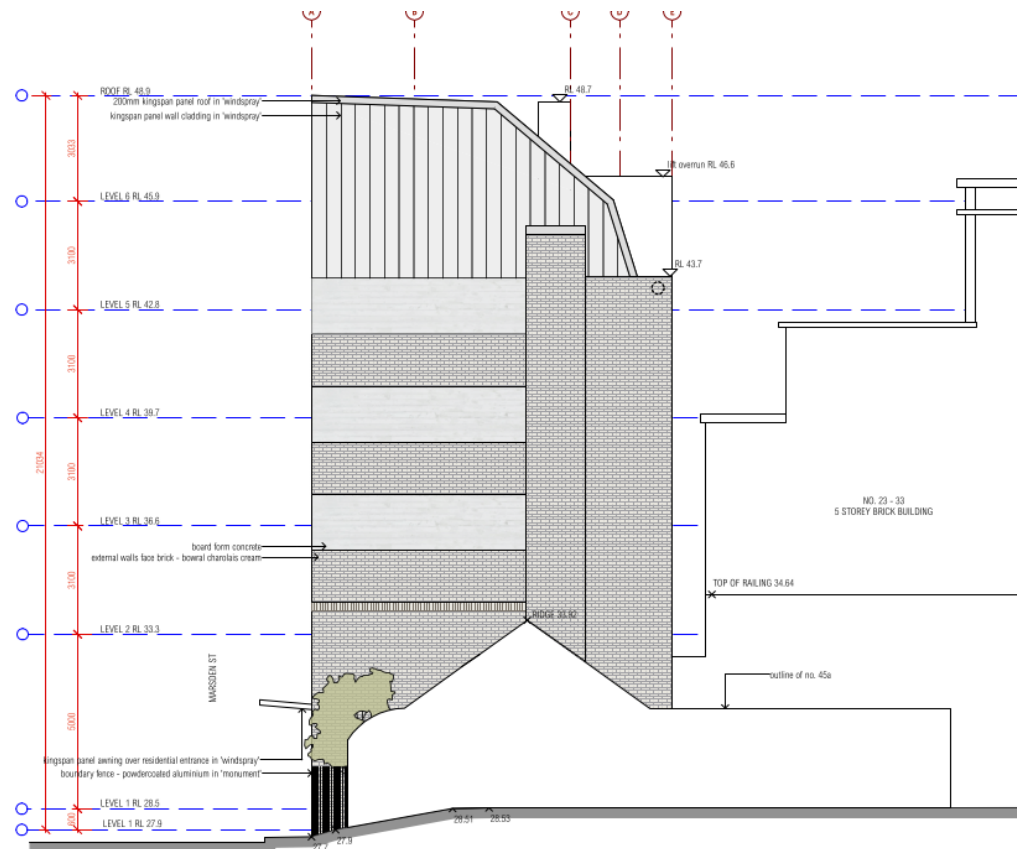 A
B
C
D
E
ROOF RL 48.9
200mm kingspan panel roof in 'windspray'
kingspan panel wall cladding in 'windspray'
RL 48.7
lift overrun RL 46.6
3033
LEVEL 6 RL 45.9
3100
RL 43.7
LEVEL 5 RL 42.8
3100
LEVEL 4 RL 39.7
21034
3100
NO. 23 - 33
5 STOREY BRICK BUILDING
LEVEL 3 RL 36.6
board form concrete
external walls face brick - bowral charolais cream
3100
TOP OF RAILING 34.64
RIDGE 33.92
LEVEL 2 RL 33.3
MARSDEN ST
outline of no. 45a
5000
kingspan panel awning over residential entrance in 'windspray'
boundary fence - powdercoated aluminium in 'monument'
LEVEL 1 RL 28.5
600
LEVEL 1 RL 27.9
28.51
28.53
27.9
27.7